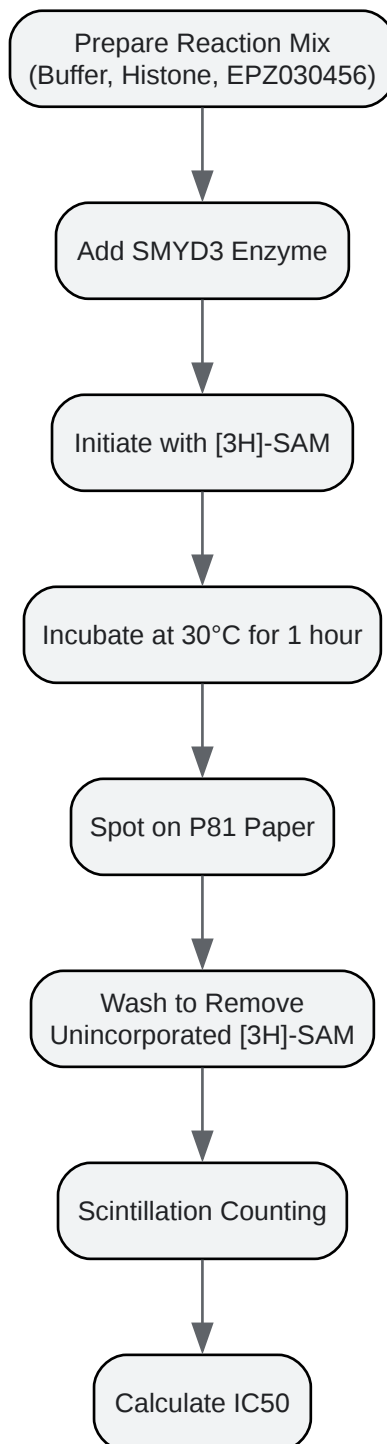 Prepare Reaction Mix
(Buffer, Histone, EPZ030456)
Add SMYD3 Enzyme
Initiate with [3H]-SAM
Incubate at 30°C for 1 hour
Spot on P81 Paper
Wash to Remove
Unincorporated [3H]-SAM
Scintillation Counting
Calculate IC50